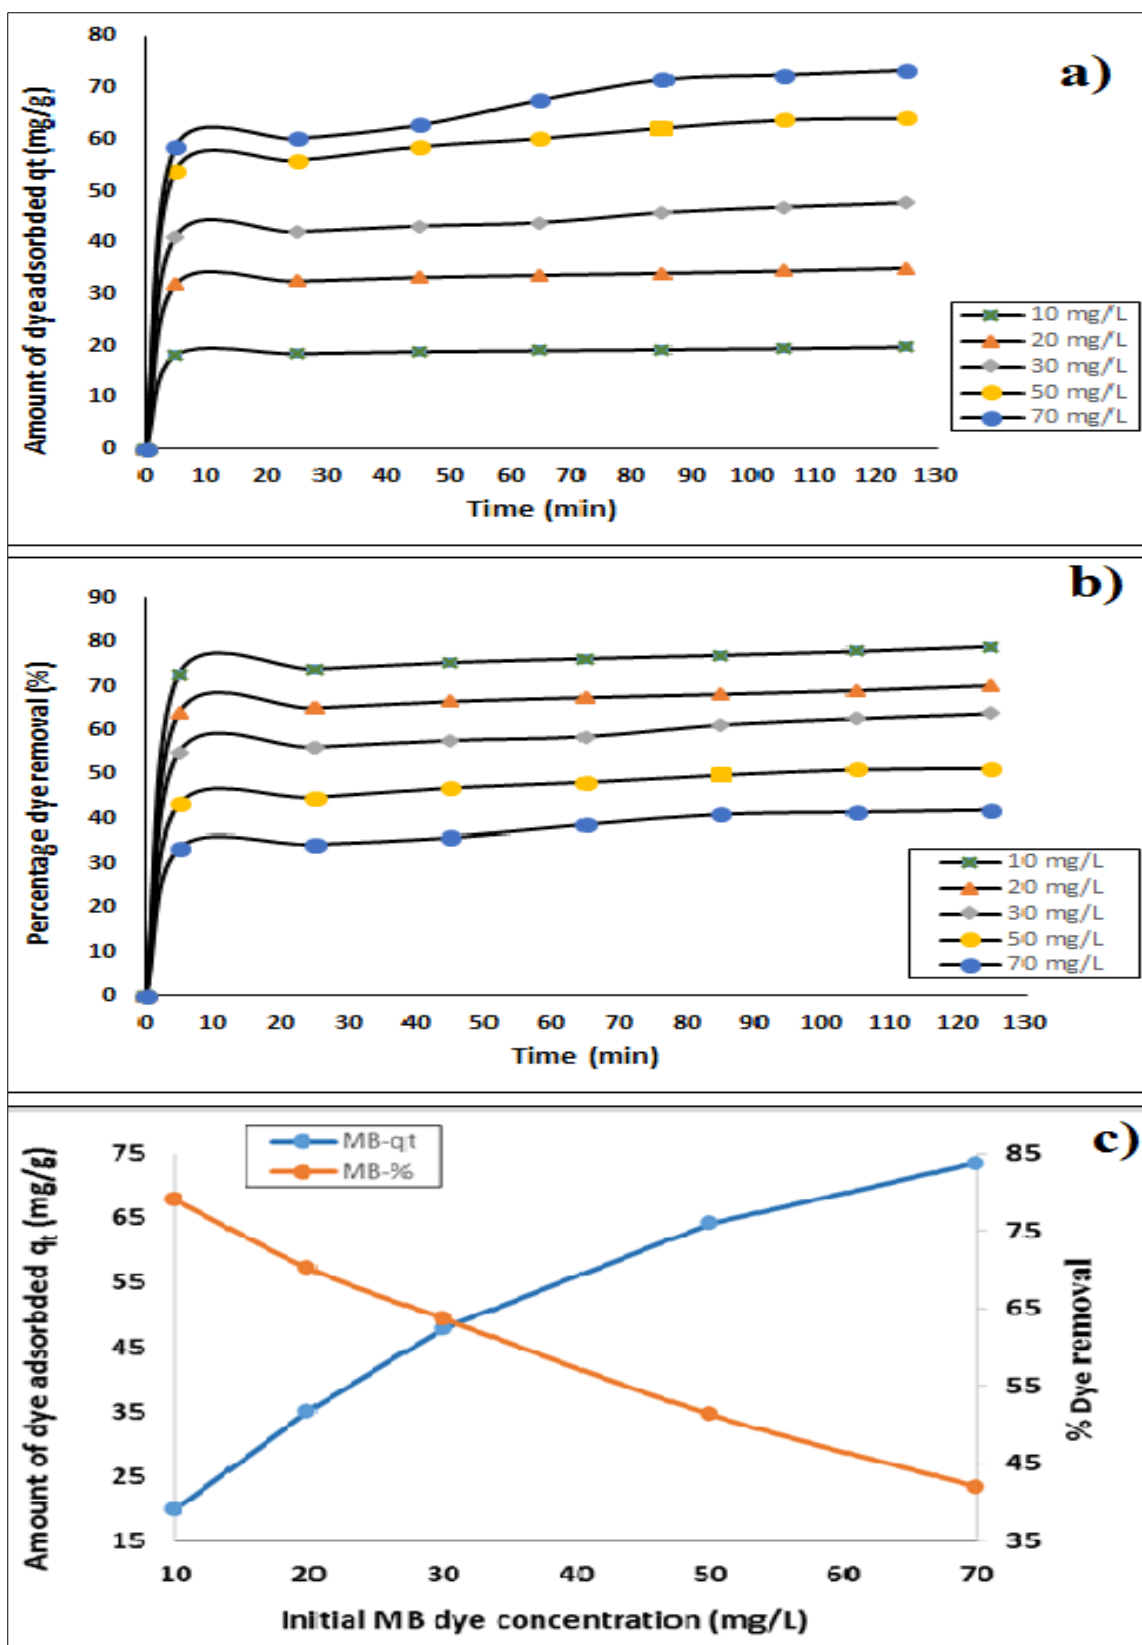 a)
Amount of dyeadsorbded qt (mg/g)
80
70
60
50
40
30
20
10
0
0 10 20 30 40 50 60 70 80 90 100 110 120 130
Time (min)
10 mg/L
20 mg/L
30 mg/L
50 mg/L
70 mg/L
b)
Percentage dye removal (%)
90
80
70
60
50
40
30
20
10
0
0 10 20 30 40 50 60 70 80 90 100 110 120 130
Time (min)
10 mg/L
20 mg/L
30 mg/L
50 mg/L
70 mg/L
c)
MB-qt
MB-%
Amount of dye adsorbded qt (mg/g)
75
65
55
45
35
25
15
85
75
65
55
45
35
% Dye removal
10 20 30 40 50 60 70
Initial MB dye concentration (mg/L)